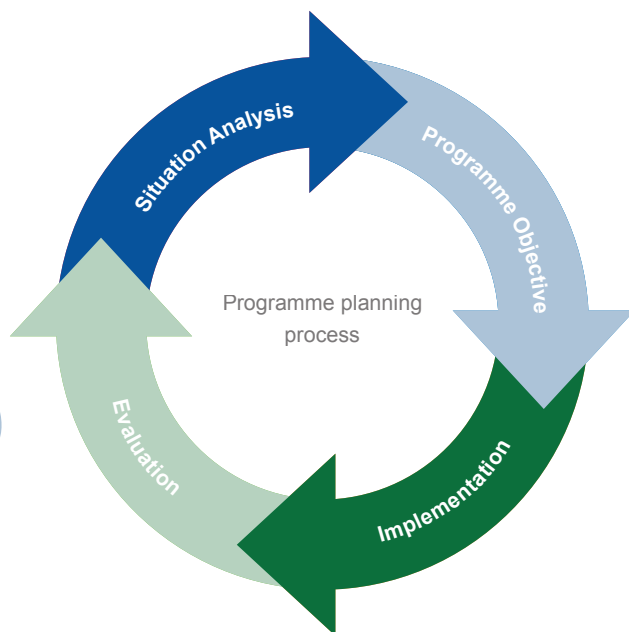 Situation Analysis
Programme Objective
Programme planning
process
Evaluation
Implementation